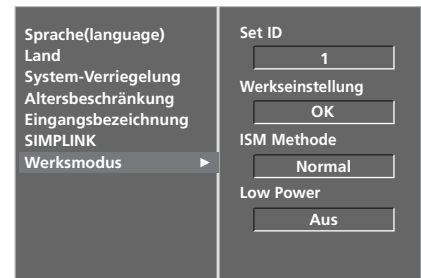 Sprache(language)
Land
System-Verriegelung
Altersbeschränkung
Eingangsbezeichnung
SIMPLINK
Werksmodus ►
Set ID
1
Werkseinstellung
OK
ISM Methode
Normal
Low Power
Aus